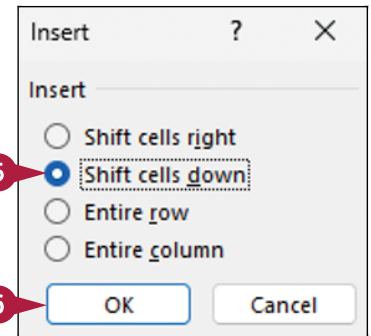 Insert ?
Insert
Shift cells right
Shift cells down
Entire row
Entire column
OK Cancel